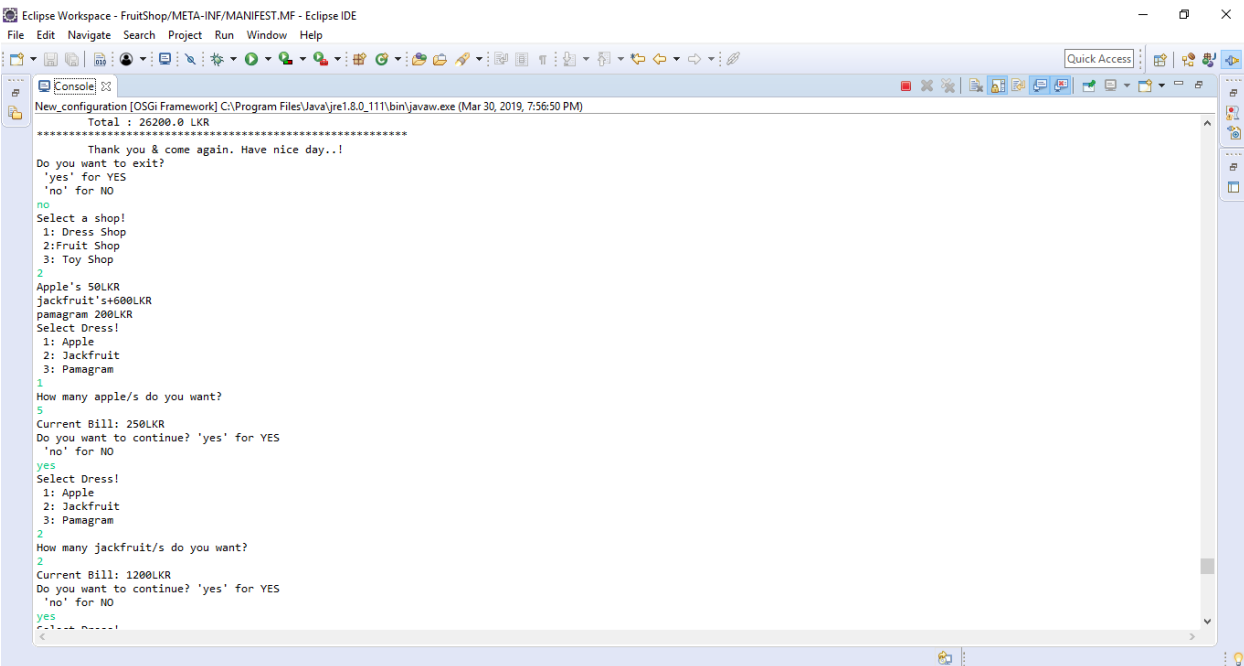 Eclipse Workspace - FruitShop/META-INF/MANIFEST.MF - Eclipse IDE
File Edit Navigate Search Project Run Window Help
Quick Access
Console
New_configuration [OSGi Framework] C:\Program Files\Java\jre1.8.0_111\bin\javaw.exe (Mar 30, 2019, 7:56:50 PM)
Total : 26200.0 LKR
**********************************************************
Thank you & come again. Have nice day..!
Do you want to exit?
'yes' for YES
'no' for NO
no
Select a shop!
1: Dress Shop
2:Fruit Shop
3: Toy Shop
2
Apple's 50LKR
jackfruit's+600LKR
pamagram 200LKR
Select Dress!
1: Apple
2: Jackfruit
3: Pamagram
1
How many apple/s do you want?
5
Current Bill: 250LKR
Do you want to continue? 'yes' for YES
'no' for NO
yes
Select Dress!
1: Apple
2: Jackfruit
3: Pamagram
2
How many jackfruit/s do you want?
2
Current Bill: 1200LKR
Do you want to continue? 'yes' for YES
'no' for NO
yes
Select Dress!